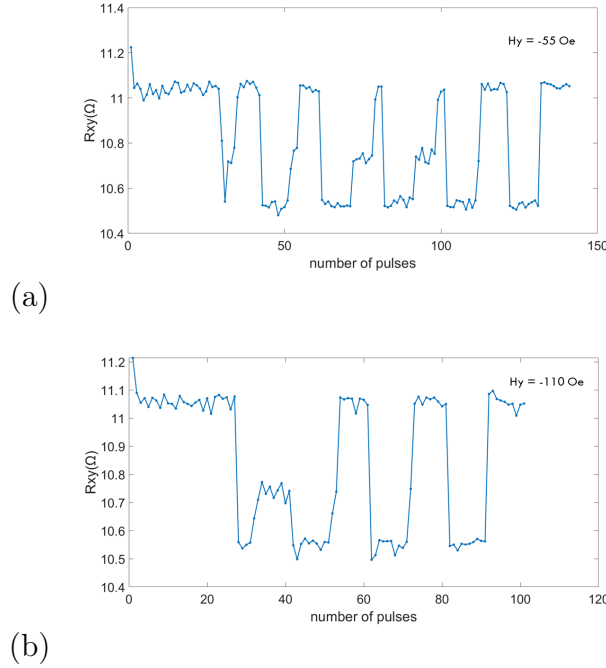 11.4
11.2
11
10.8
10.6
10.4
Rxy(Ω)
Hy = -55 Oe
0 50 100 150
number of pulses
(a)
11.2
11.1
11
10.9
10.8
10.7
10.6
10.5
10.4
Rxy(Ω)
Hy = -110 Oe
0 20 40 60 80 100 120
number of pulses
(b)